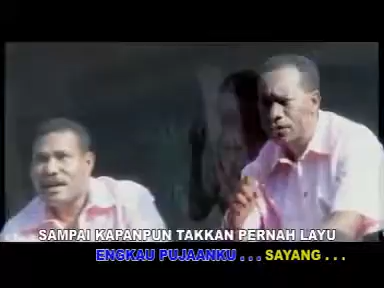 SAMPAI KAPANPUN TAKKAN PERNAH LAYU
ENGKAU PUJAANKU . . . SAYANG . . .